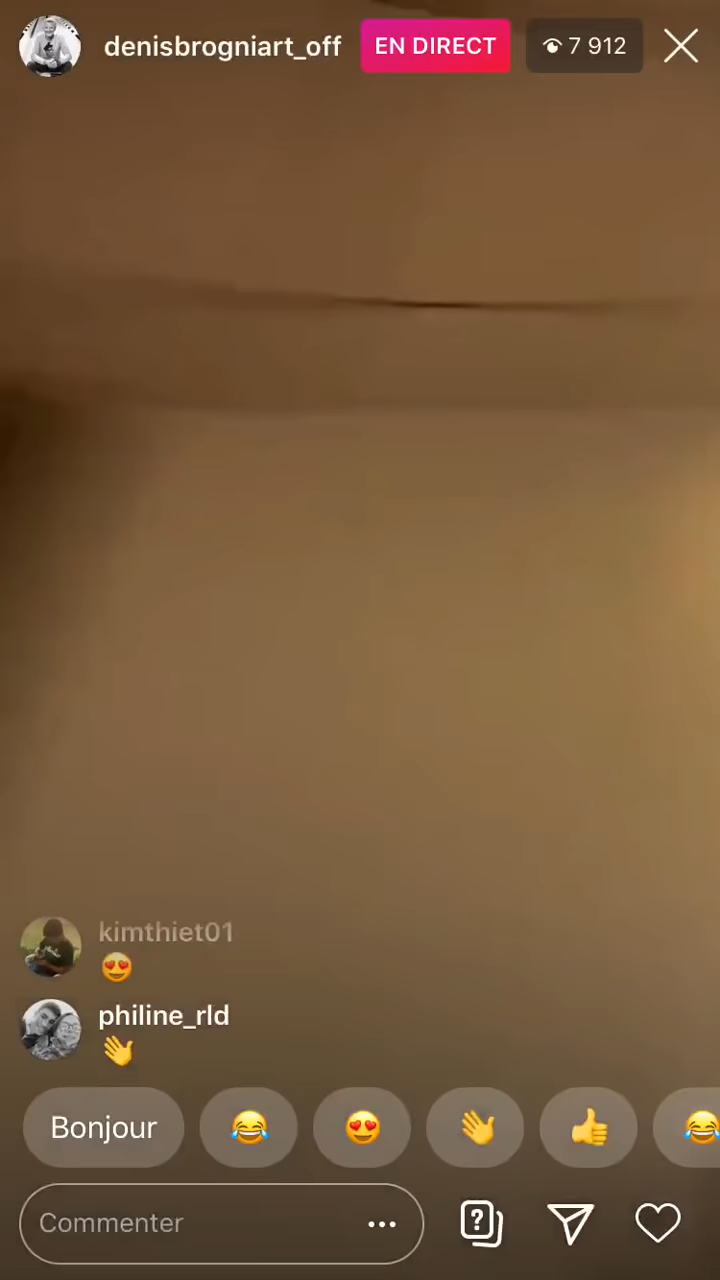 denisbrogniart_off EN DIRECT 7 912
kimthiet01
😍
philine_rld
👋
Bonjour 😂 😍 👋 👍 😂
Commenter